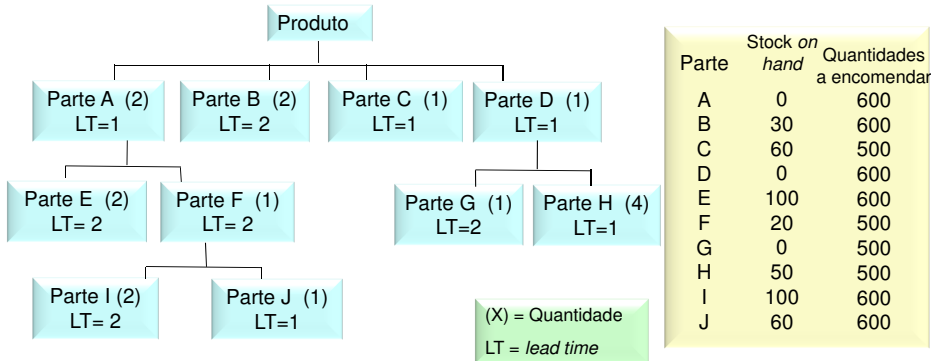 Produto
Parte A (2)
LT=1
Parte B (2)
LT= 2
Parte C (1)
LT=1
Parte D (1)
LT=1
Parte E (2)
LT= 2
Parte F (1)
LT= 2
Parte G (1)
LT=2
Parte H (4)
LT=1
Parte I (2)
LT= 2
Parte J (1)
LT=1
(X) = Quantidade
LT = lead time
Parte Stock on hand Quantidades a encomendar
A 0 600
B 30 600
C 60 500
D 0 600
E 100 600
F 20 500
G 0 500
H 50 500
I 100 600
J 60 600